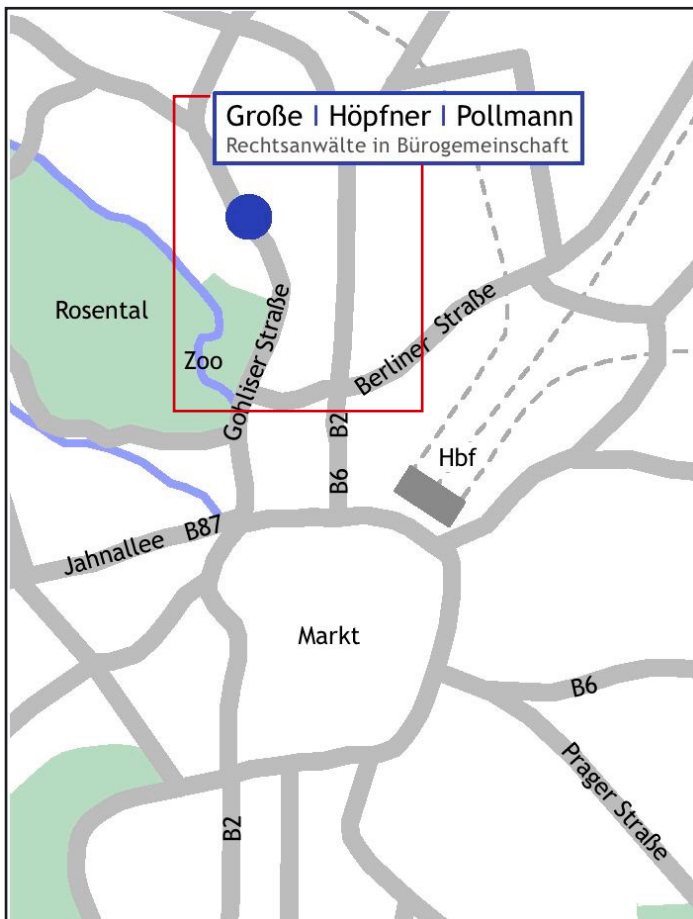 Große | Höpfner | Pollmann
Rechtsanwälte in Bürogemeinschaft
Rosental
Zoo
Gohliser Straße
Berliner Straße
B2
B6
Hbf
Jahnallee B87
Markt
B6
Prager Straße
B2